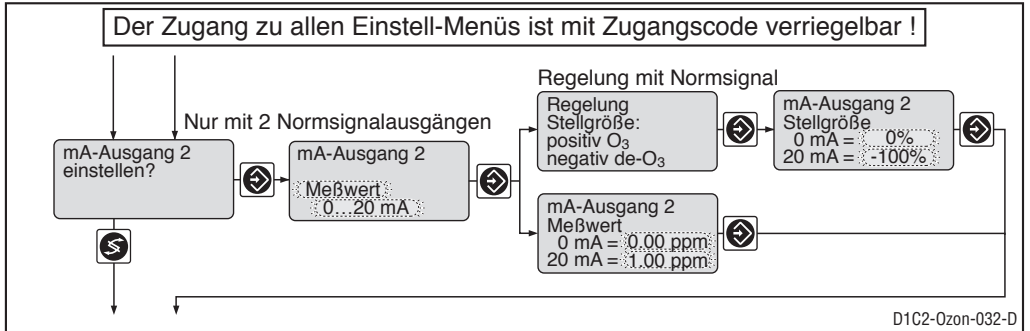 Der Zugang zu allen Einstell-Menüs ist mit Zugangscode verriegelbar !
Regelung mit Normsignal
Nur mit 2 Normsignalausgängen
mA-Ausgang 2
einstellen?
mA-Ausgang 2
Meßwert
0...20 mA
Regelung
Stellgröße:
positiv O₃
negativ de-O₃
mA-Ausgang 2
Stellgröße
0 mA = 0%
20 mA = -100%
mA-Ausgang 2
Meßwert
0 mA = 0.00 ppm
20 mA = 1.00 ppm
D1C2-Ozon-032-D